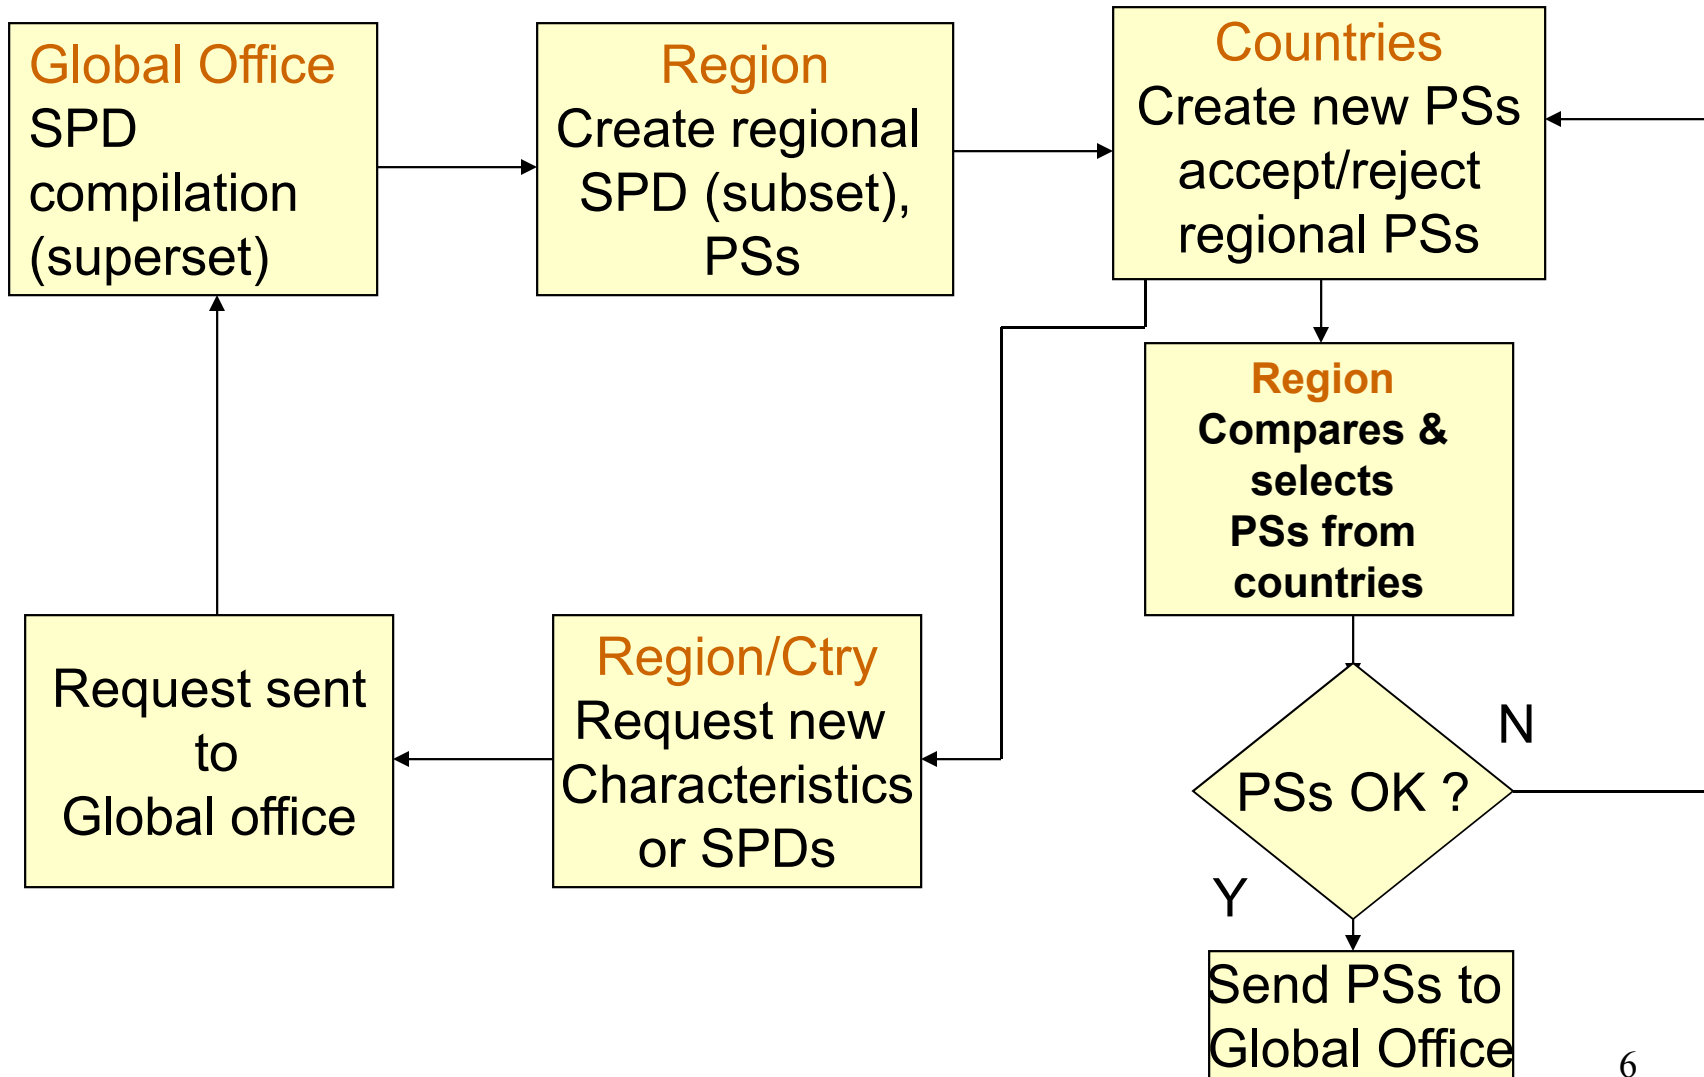 Global Office
SPD
compilation
(superset)
Region
Create regional
SPD (subset),
PSs
Countries
Create new PSs
accept/reject
regional PSs
Region
Compares &
selects
PSs from
countries
Request sent
to
Global office
Region/Ctry
Request new
Characteristics
or SPDs
PSs OK ?
N
Y
Send PSs to
Global Office
6